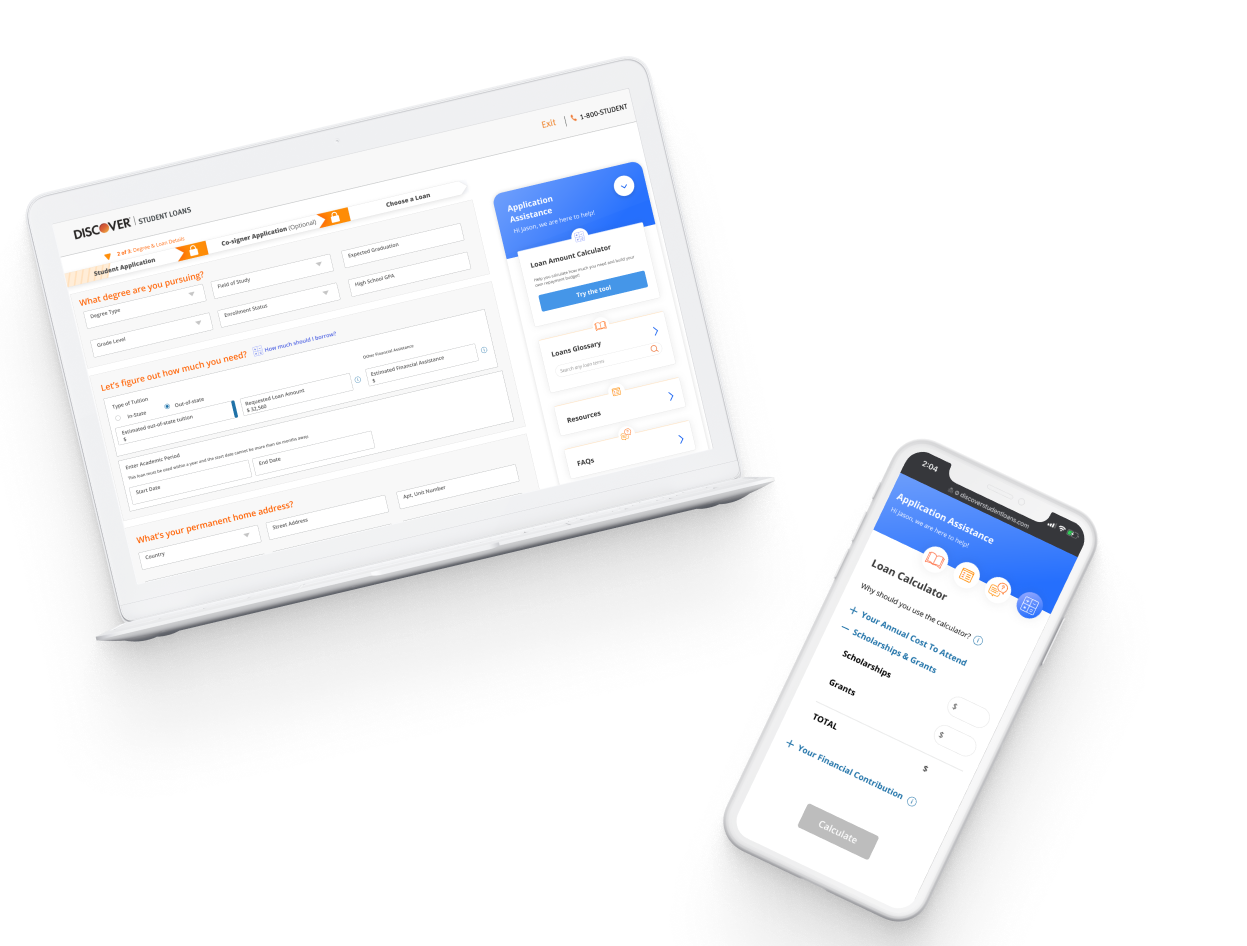 Exit
1-800-STUDENT
DISCOVER STUDENT LOANS
2 of 3. Degree & Loan Details
Student Application
Co-signer Application (Optional)
Choose a Loan
What degree are you pursuing?
Degree Type
Field of Study
Expected Graduation
Grade Level
Enrollment Status
High School GPA
Let's figure out how much you need?
How much should I borrow?
Type of Tuition
In-State
Out-of-state
Other Financial Assistance
Estimated out-of-state tuition
$
Requested Loan Amount
$ 32,560
Estimated Financial Assistance
$
Enter Academic Period
This loan must be used within a year and the start date cannot be more than 60 months away.
Start Date
End Date
What's your permanent home address?
Country
Street Address
Apt, Unit Number
Application
Assistance
Hi Jason, we are here to help!
Loan Amount Calculator
Help you calculate how much you need and build your
own repayment budget!
Try the tool
Loans Glossary
Search any loan terms
Resources
FAQs
2:04
discoverstudentloans.com
Application Assistance
Hi Jason, we are here to help!
Loan Calculator
Why should you use the calculator?
+ Your Annual Cost To Attend
– Scholarships & Grants
Scholarships
$
Grants
$
TOTAL
$
+ Your Financial Contribution
Calculate